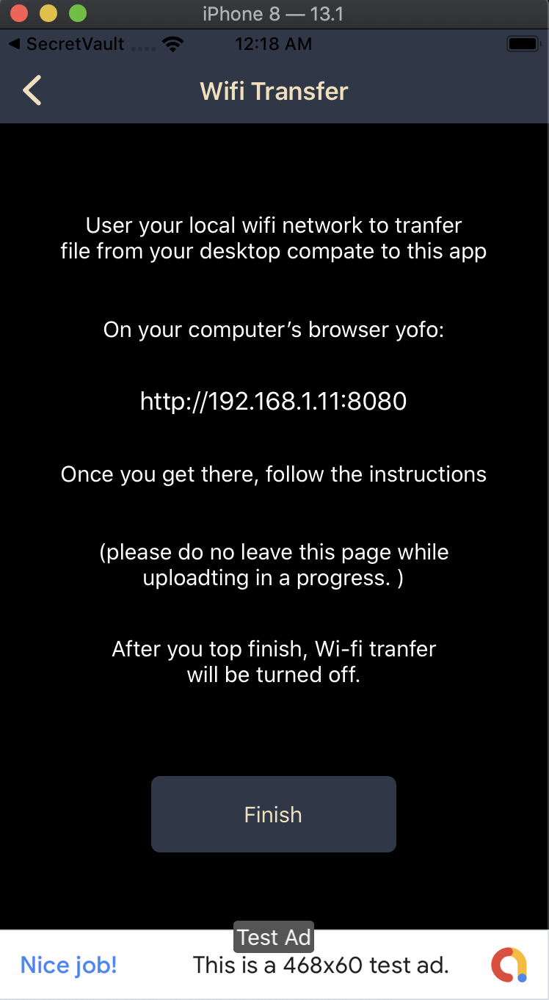 iPhone 8 — 13.1
SecretVault
12:18 AM
Wifi Transfer
User your local wifi network to tranfer
file from your desktop compate to this app
On your computer’s browser yofo:
http://192.168.1.11:8080
Once you get there, follow the instructions
(please do no leave this page while
uploadting in a progress. )
After you top finish, Wi-fi tranfer
will be turned off.
Finish
Test Ad
Nice job!
This is a 468x60 test ad.